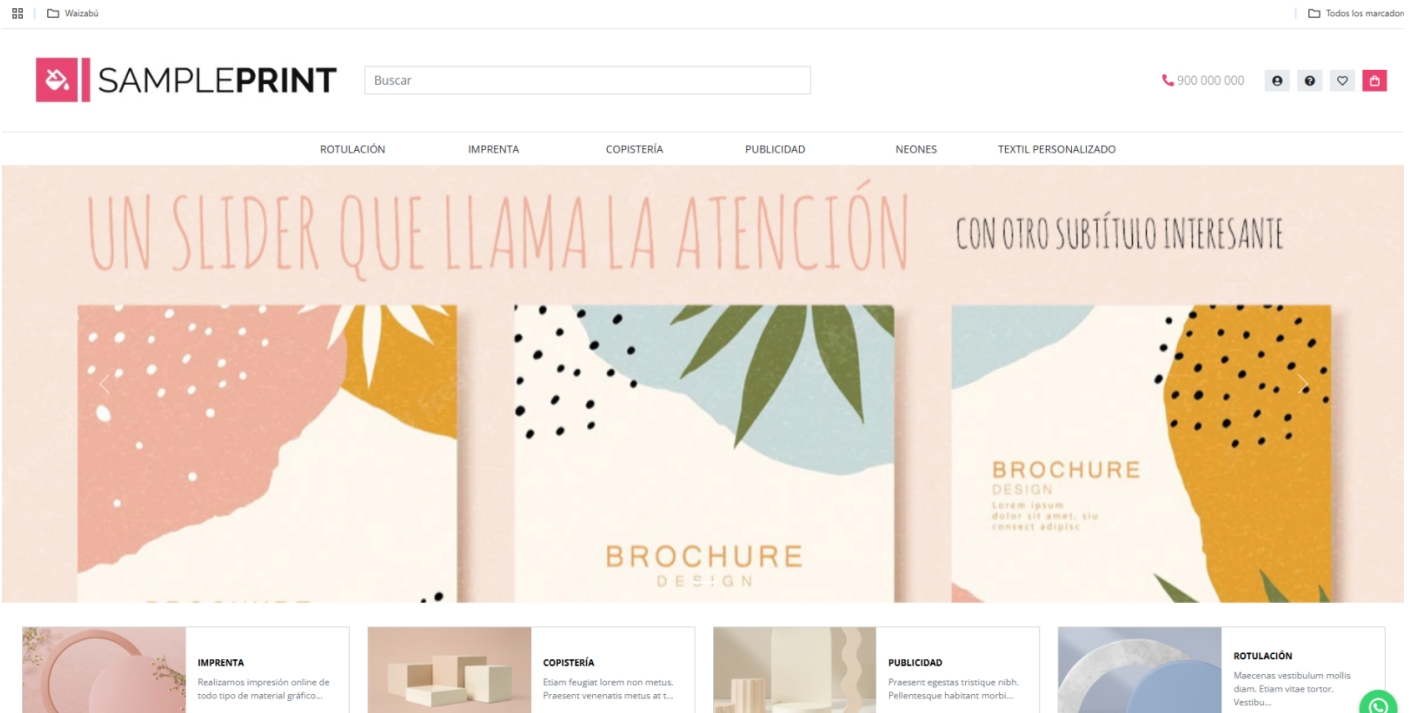 Waizabú
Todos los marcadore
SAMPLEPRINT
Buscar
900 000 000
ROTULACIÓN
IMPRENTA
COPISTERÍA
PUBLICIDAD
NEONES
TEXTIL PERSONALIZADO
UN SLIDER QUE LLAMA LA ATENCIÓN
CON OTRO SUBTÍTULO INTERESANTE
BROCHURE
DESIGN
BROCHURE
DESIGN
Lorem ipsum
dolor sit amet, siu
consect adipisc
IMPRENTA
Realizamos impresión online de
todo tipo de material gráfico...
COPISTERÍA
Etiam feugiat lorem non metus.
Praesent venenatis metus at t...
PUBLICIDAD
Praesent egestas tristique nibh.
Pellentesque habitant morbi...
ROTULACIÓN
Maecenas vestibulum mollis
diam. Etiam vitae tortor.
Vestibu...